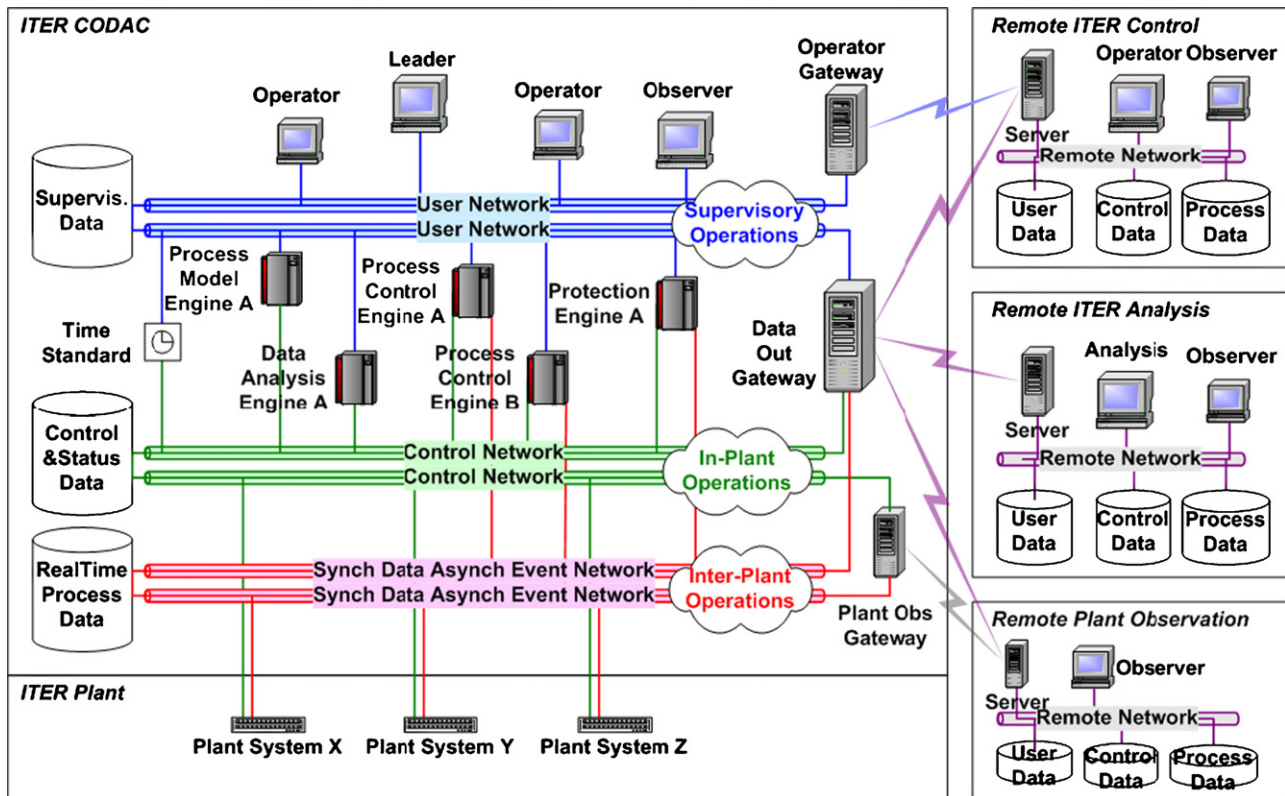 ITER CODAC
Leader
Operator
Operator
Observer
Operator
Gateway
Supervis.
Data
User Network
User Network
Supervisory
Operations
Process
Model
Engine A
Process
Control
Engine A
Protection
Engine A
Time
Standard
Data
Analysis
Engine A
Process
Control
Engine B
Data
Out
Gateway
Control
&Status
Data
Control Network
Control Network
In-Plant
Operations
RealTime
Process
Data
Synch Data Asynch Event Network
Synch Data Asynch Event Network
Inter-Plant
Operations
Plant Obs
Gateway
ITER Plant
Plant System X
Plant System Y
Plant System Z
Remote ITER Control
Operator
Observer
Server
Remote Network
User
Data
Control
Data
Process
Data
Remote ITER Analysis
Analysis
Observer
Server
Remote Network
User
Data
Control
Data
Process
Data
Remote Plant Observation
Observer
Server
Remote Network
User
Data
Control
Data
Process
Data